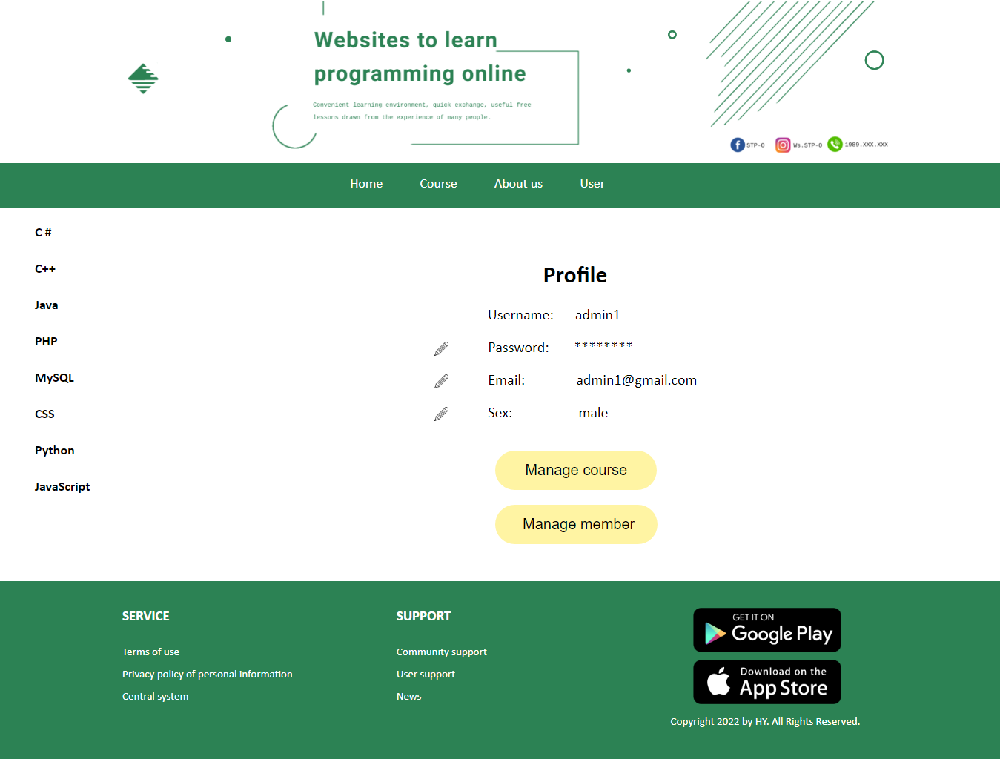 Websites to learn
programming online
Convenient learning environment, quick exchange, useful free
lessons drawn from the experience of many people.
STP-O Ws.STP-O 1989.XXX.XXX
Home Course About us User
C #
C++
Java
PHP
MySQL
CSS
Python
JavaScript
Profile
Username: admin1
Password: ********
Email: admin1@gmail.com
Sex: male
Manage course
Manage member
SERVICE
Terms of use
Privacy policy of personal information
Central system
SUPPORT
Community support
User support
News
GET IT ON
Google Play
Download on the
App Store
Copyright 2022 by HY. All Rights Reserved.